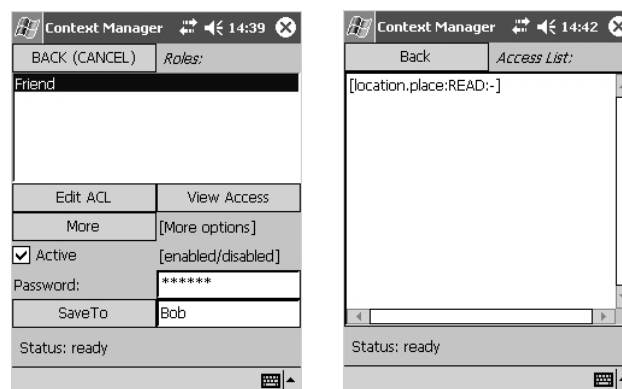 Context Manager 14:39
BACK (CANCEL) Roles:
Friend
Edit ACL View Access
More [More options]
Active [enabled/disabled]
Password: ******
SaveTo Bob
Status: ready
Context Manager 14:42
Back Access List:
[location.place:READ:-]
Status: ready